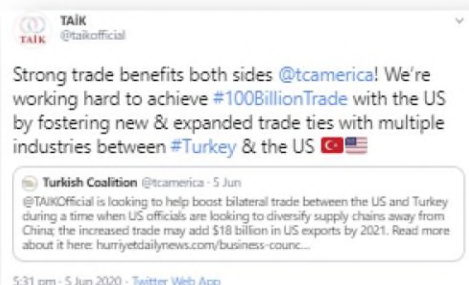 TAİK
@taikofficial
TAİK
Strong trade benefits both sides @tcamerica! We're
working hard to achieve #100BillionTrade with the US
by fostering new & expanded trade ties with multiple
industries between #Turkey & the US
Turkish Coalition @tcamerica · 5 Jun
@TAIKOfficial is looking to help boost bilateral trade between the US and Turkey
during a time when US officials are looking to diversify supply chains away from
China; the increased trade may add $18 billion in US exports by 2021. Read more
about it here: hurriyetdailynews.com/business-counc...
5:31 pm · 5 Jun 2020 · Twitter Web App